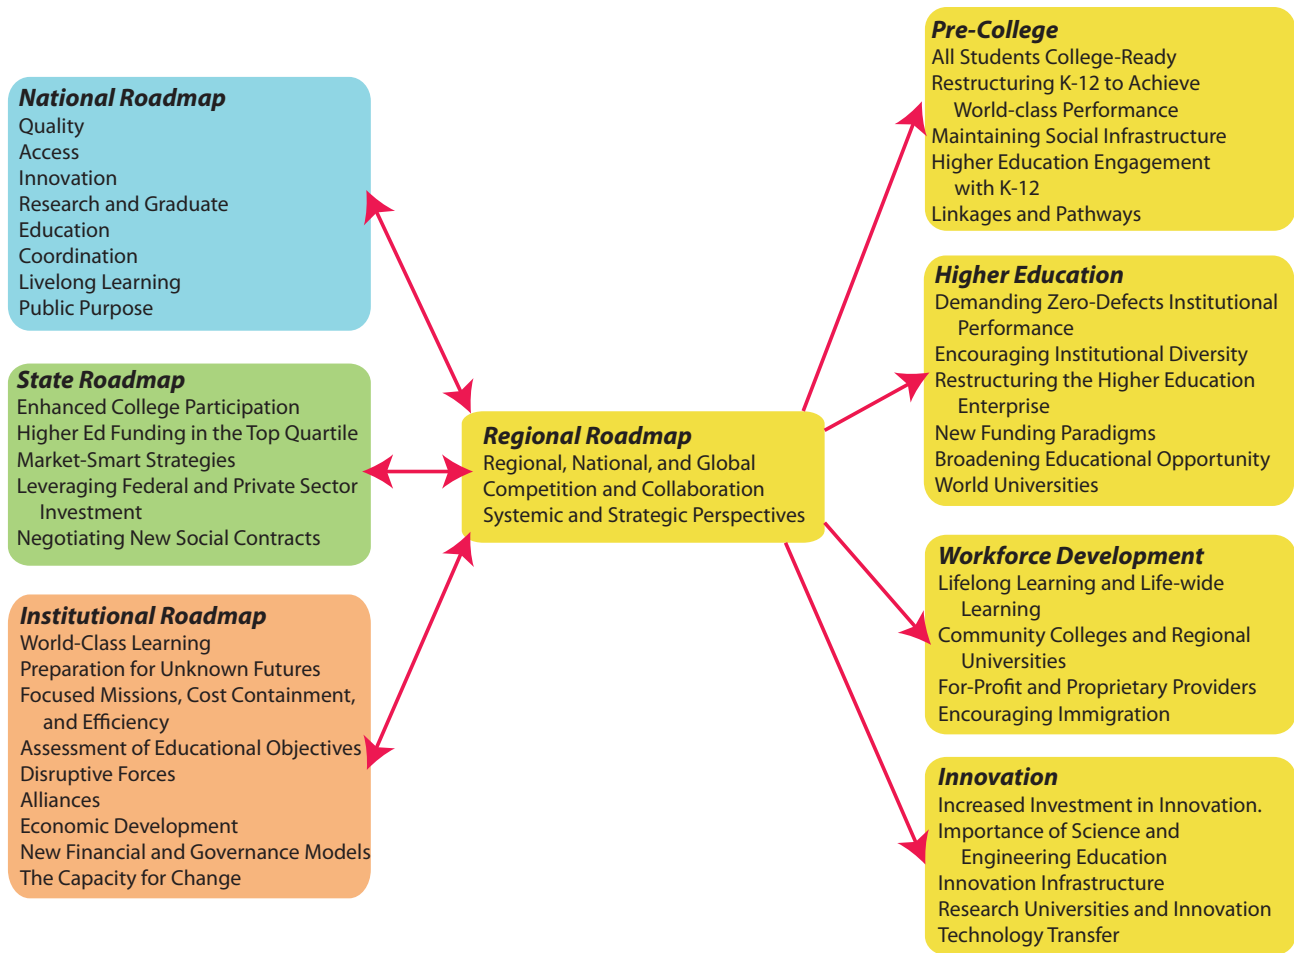 National Roadmap
Quality
Access
Innovation
Research and Graduate
Education
Coordination
Livelong Learning
Public Purpose
State Roadmap
Enhanced College Participation
Higher Ed Funding in the Top Quartile
Market-Smart Strategies
Leveraging Federal and Private Sector
Investment
Negotiating New Social Contracts
Institutional Roadmap
World-Class Learning
Preparation for Unknown Futures
Focused Missions, Cost Containment,
and Efficiency
Assessment of Educational Objectives
Disruptive Forces
Alliances
Economic Development
New Financial and Governance Models
The Capacity for Change
Regional Roadmap
Regional, National, and Global
Competition and Collaboration
Systemic and Strategic Perspectives
Pre-College
All Students College-Ready
Restructuring K-12 to Achieve
World-class Performance
Maintaining Social Infrastructure
Higher Education Engagement
with K-12
Linkages and Pathways
Higher Education
Demanding Zero-Defects Institutional
Performance
Encouraging Institutional Diversity
Restructuring the Higher Education
Enterprise
New Funding Paradigms
Broadening Educational Opportunity
World Universities
Workforce Development
Lifelong Learning and Life-wide
Learning
Community Colleges and Regional
Universities
For-Profit and Proprietary Providers
Encouraging Immigration
Innovation
Increased Investment in Innovation.
Importance of Science and
Engineering Education
Innovation Infrastructure
Research Universities and Innovation
Technology Transfer